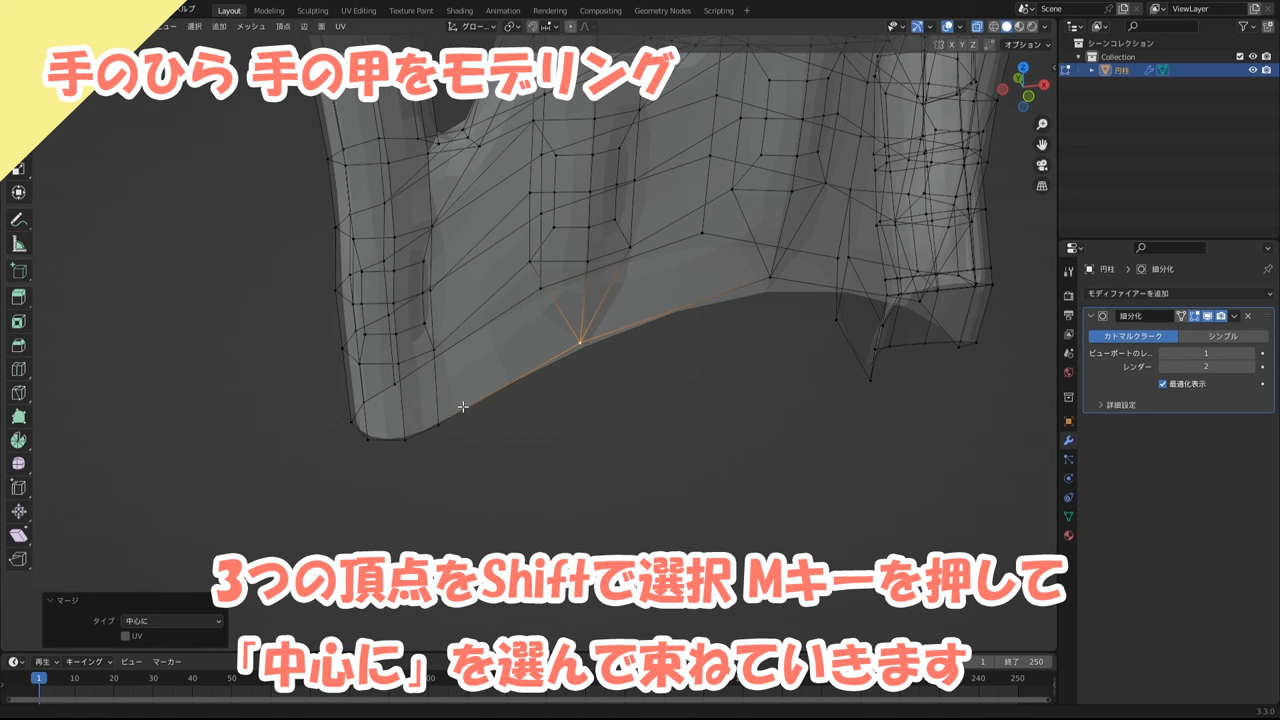 ヘルプ Layout Modeling Sculpting UV Editing Texture Paint Shading Animation Rendering Compositing Geometry Nodes Scripting + Scene ViewLayer
ビュー 選択 追加 メッシュ 頂点 辺 面 UV グロー...
X Y Z オプション
シーンコレクション
Collection
円柱
手のひら 手の甲をモデリング
円柱 細分化
モディファイアーを追加
細分化
カトマルクラーク シンプル
ビューポートのレ... 1
レンダー 2
最適化表示
詳細設定
3つの頂点をShiftで選択 Mキーを押して
「中心に」を選んで束ねていきます
マージ
タイプ 中心に
UV
再生 キーイング ビュー マーカー 1 終了 250
1 10 20 30 40 50 60 70 240 250
3.3.0